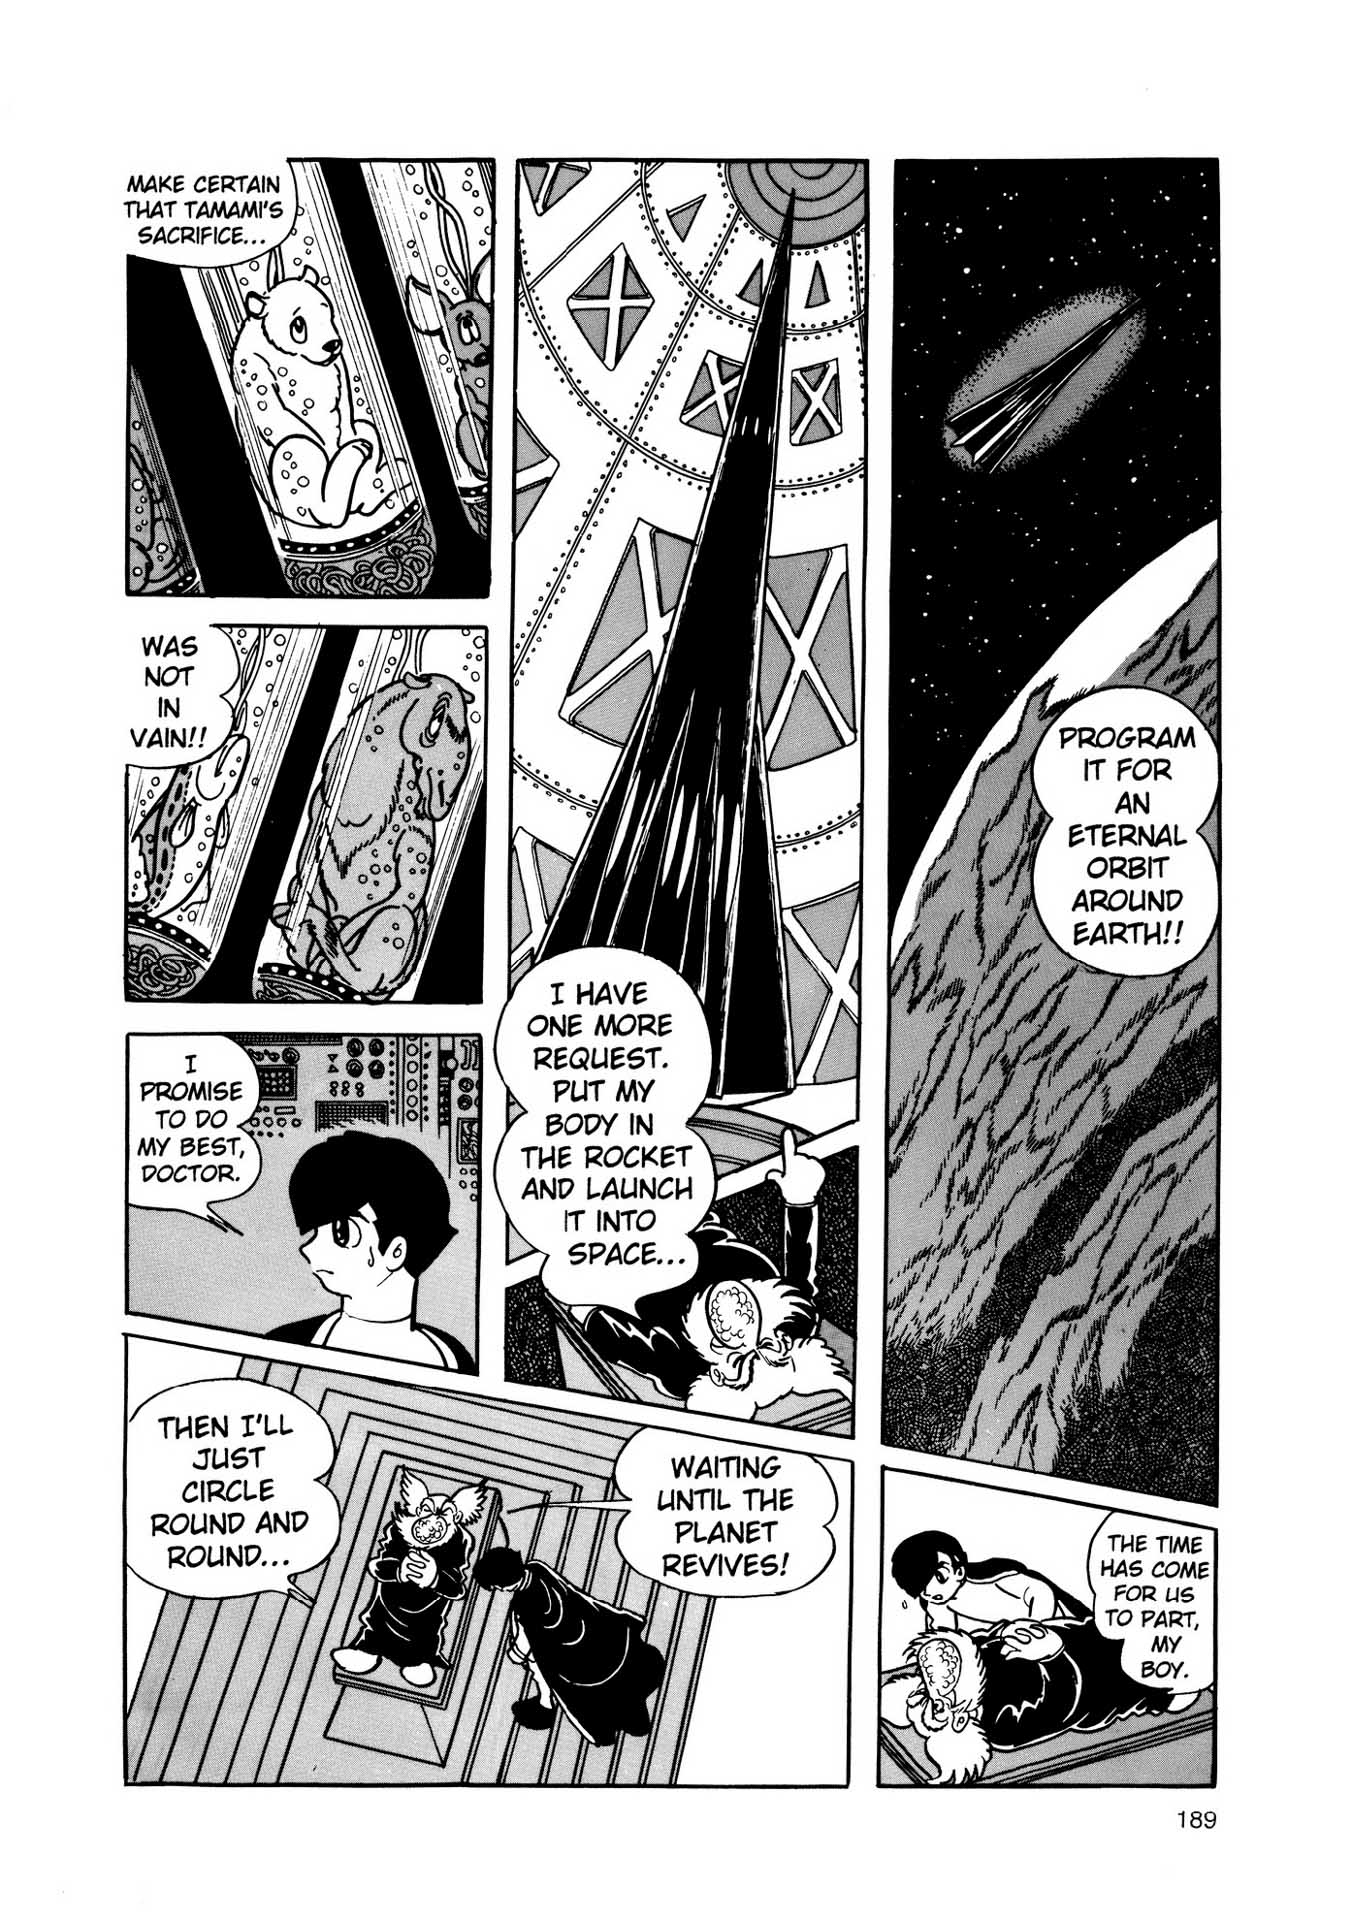 MAKE CERTAIN
THAT TAMAMI'S
SACRIFICE...
WAS
NOT
IN
VAIN!!
I
PROMISE
TO DO
MY BEST,
DOCTOR.
I HAVE
ONE MORE
REQUEST.
PUT MY
BODY IN
THE ROCKET
AND LAUNCH
IT INTO
SPACE...
PROGRAM
IT FOR
AN
ETERNAL
ORBIT
AROUND
EARTH!!
THEN I'LL
JUST
CIRCLE
ROUND AND
ROUND...
WAITING
UNTIL THE
PLANET
REVIVES!
THE TIME
HAS COME
FOR US
TO PART,
MY
BOY.
189